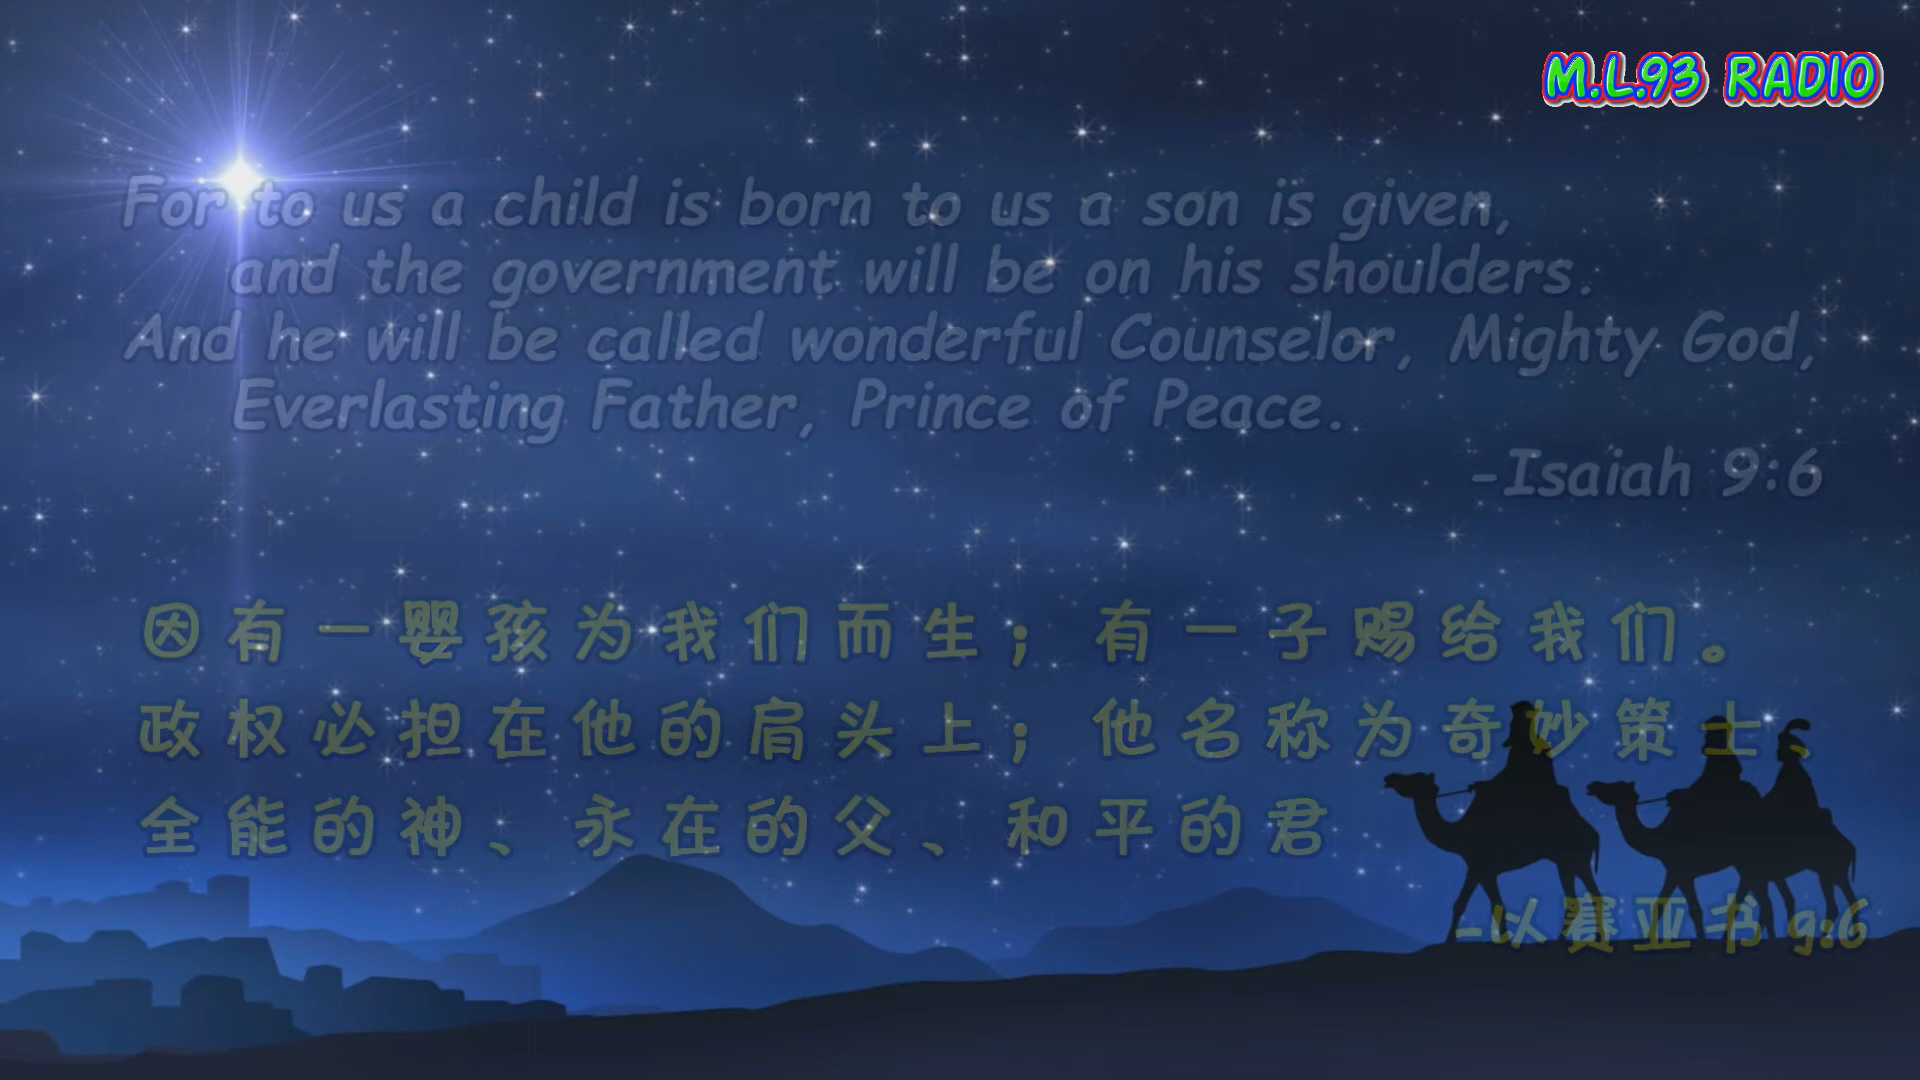 M.L.93 RADIO
For to us a child is born to us a son is given,
and the government will be on his shoulders.
And he will be called wonderful Counselor, Mighty God,
Everlasting Father, Prince of Peace.
-Isaiah 9:6
因有一婴孩为我们而生；有一子赐给我们。
政权必担在他的肩头上；他名称为奇妙策士、
全能的神、永在的父、和平的君
-以赛亚书 9:6